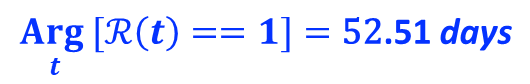 Arg [ℛ(t) == 1] = 52.51 days
t